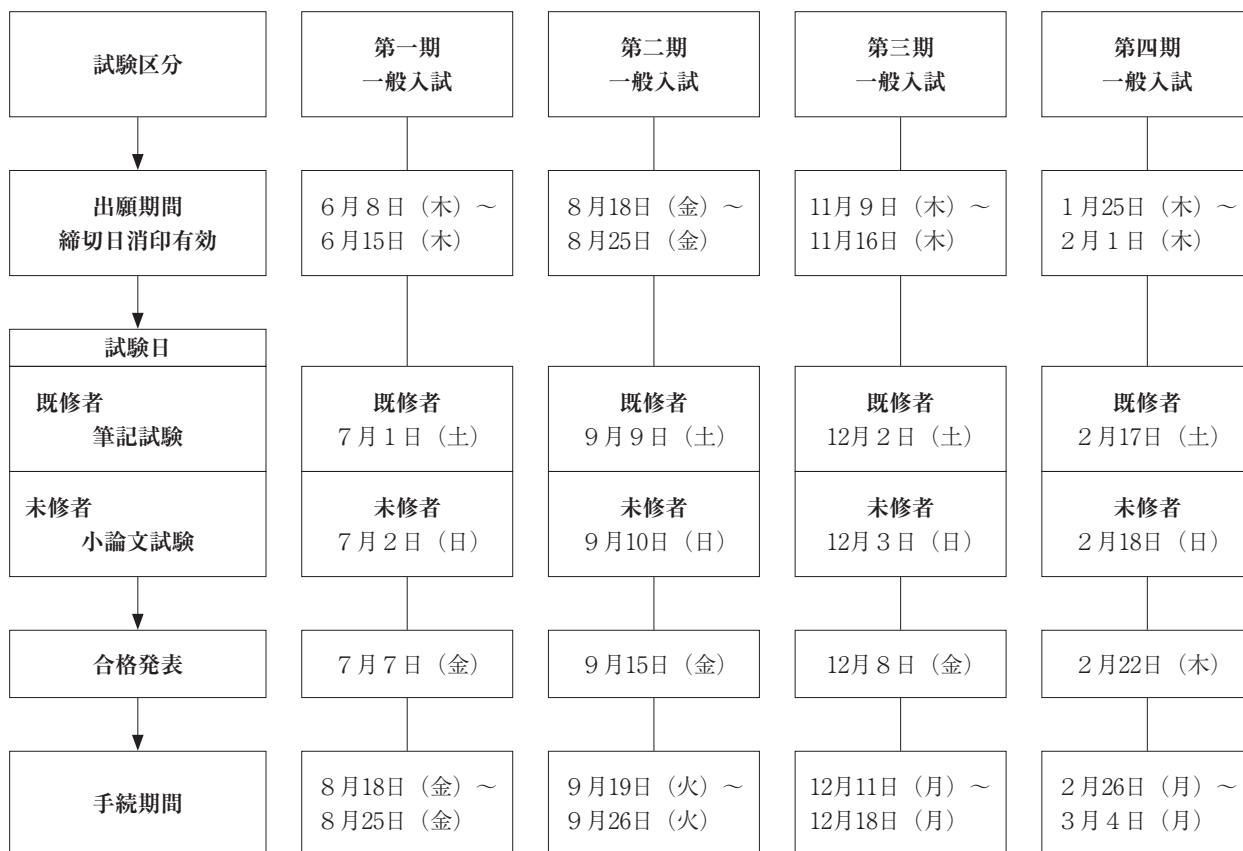 試験区分
第一期
一般入試
第二期
一般入試
第三期
一般入試
第四期
一般入試
出願期間
締切日消印有効
6月8日（木）～
6月15日（木）
8月18日（金）～
8月25日（金）
11月9日（木）～
11月16日（木）
1月25日（木）～
2月1日（木）
試験日
既修者
筆記試験
既修者
7月1日（土）
既修者
9月9日（土）
既修者
12月2日（土）
既修者
2月17日（土）
未修者
小論文試験
未修者
7月2日（日）
未修者
9月10日（日）
未修者
12月3日（日）
未修者
2月18日（日）
合格発表
7月7日（金）
9月15日（金）
12月8日（金）
2月22日（木）
手続期間
8月18日（金）～
8月25日（金）
9月19日（火）～
9月26日（火）
12月11日（月）～
12月18日（月）
2月26日（月）～
3月4日（月）